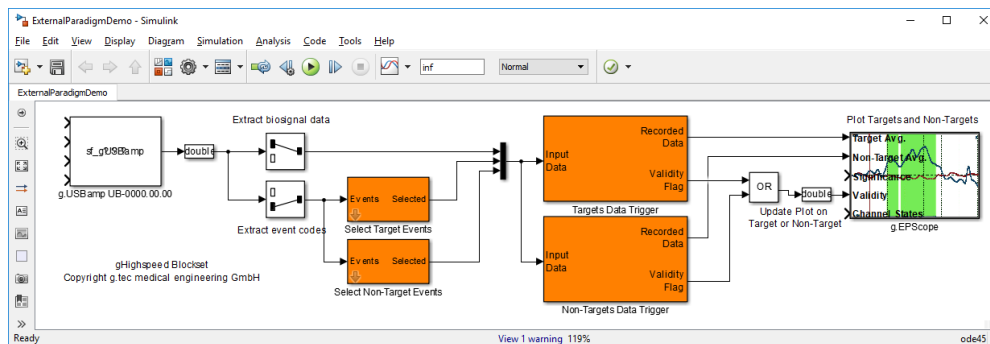 ExternalParadigmDemo - Simulink
File Edit View Display Diagram Simulation Analysis Code Tools Help
inf
Normal
ExternalParadigmDemo
double
g.USBamp UB-0000.00.00
Extract biosignal data
Extract event codes
Events Selected
Select Target Events
Events Selected
Select Non-Target Events
gHighspeed Blockset
Copyright g.tec medical engineering GmbH
Input
Data
Recorded
Data
Validity
Flag
Targets Data Trigger
Input
Data
Recorded
Data
Validity
Flag
Non-Targets Data Trigger
OR
double
Update Plot on
Target or Non-Target
Plot Targets and Non-Targets
Target Avg.
Non-Target Avg.
Significance
Validity
Channel States
g.EPScope
Ready
View 1 warning 119%
ode45